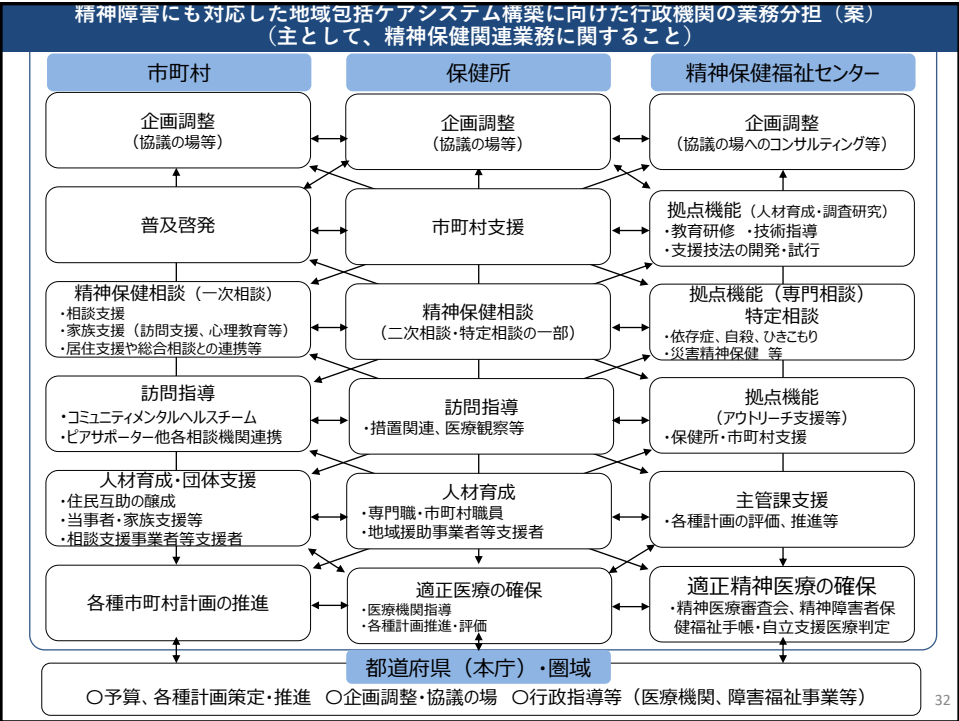 精神障害にも対応した地域包括ケアシステム構築に向けた行政機関の業務分担（案）
（主として、精神保健関連業務に関すること）
市町村
保健所
精神保健福祉センター
企画調整
（協議の場等）
企画調整
（協議の場等）
企画調整
（協議の場へのコンサルティング等）
普及啓発
市町村支援
拠点機能（人材育成・調査研究）
・教育研修　・技術指導
・支援技法の開発・試行
精神保健相談（一次相談）
・相談支援
・家族支援（訪問支援、心理教育等）
・居住支援や総合相談との連携等
精神保健相談
（二次相談・特定相談の一部）
拠点機能（専門相談）
特定相談
・依存症、自殺、ひきこもり
・災害精神保健　等
訪問指導
・コミュニティメンタルヘルスチーム
・ピアサポーター他各相談機関連携
訪問指導
・措置関連、医療観察等
拠点機能
（アウトリーチ支援等）
・保健所・市町村支援
人材育成・団体支援
・住民互助の醸成
・当事者・家族支援等
・相談支援事業者等支援者
人材育成
・専門職・市町村職員
・地域援助事業者等支援者
主管課支援
・各種計画の評価、推進等
各種市町村計画の推進
適正医療の確保
・医療機関指導
・各種計画推進・評価
適正精神医療の確保
・精神医療審査会、精神障害者保
健福祉手帳・自立支援医療判定
都道府県（本庁）・圏域
〇予算、各種計画策定・推進　〇企画調整・協議の場　〇行政指導等（医療機関、障害福祉事業等）
32